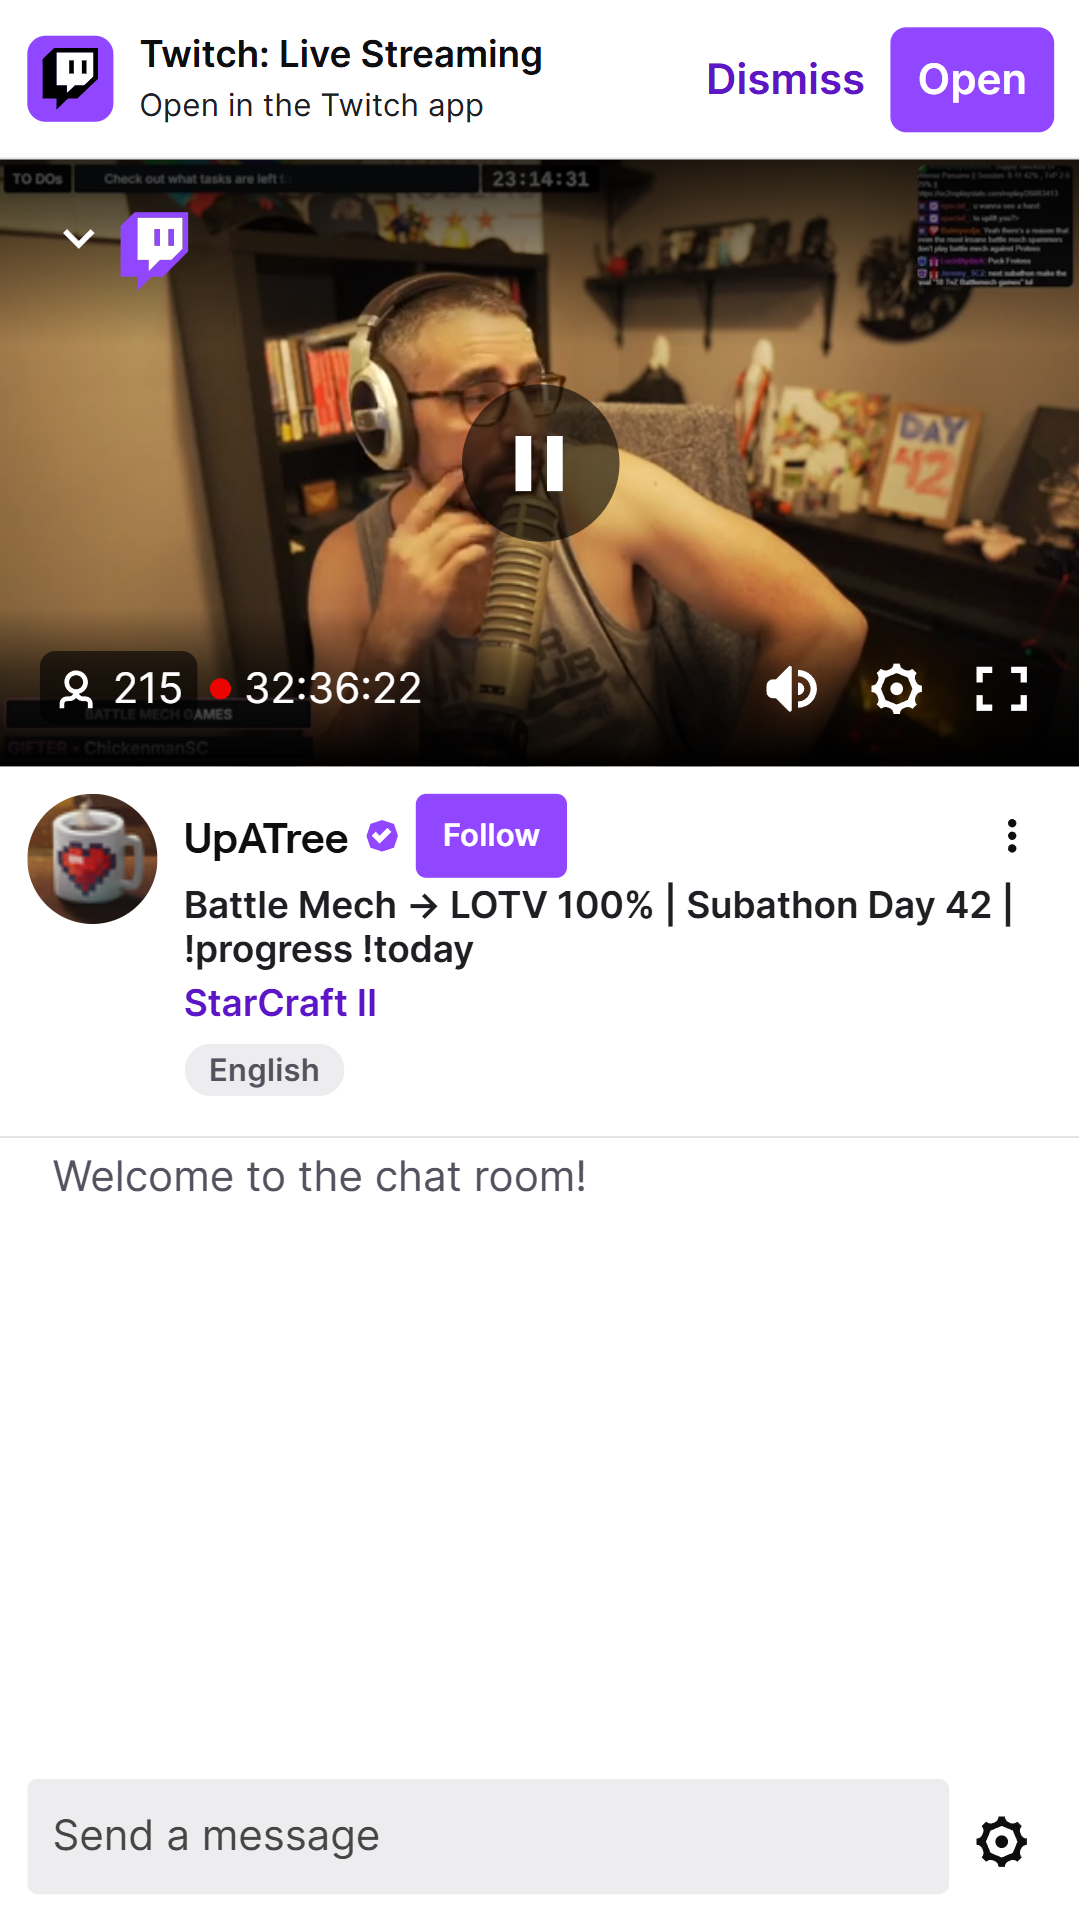 Twitch: Live Streaming
Open in the Twitch app
Dismiss
Open
TO DOs
Check out what tasks are left to
23:14:31
DAY
42
215
32:36:22
BATTLE MECH GAMES
GIFTER • ChickenmanSC
UpATree
Follow
Battle Mech → LOTV 100% | Subathon Day 42 |
!progress !today
StarCraft II
English
Welcome to the chat room!
Send a message